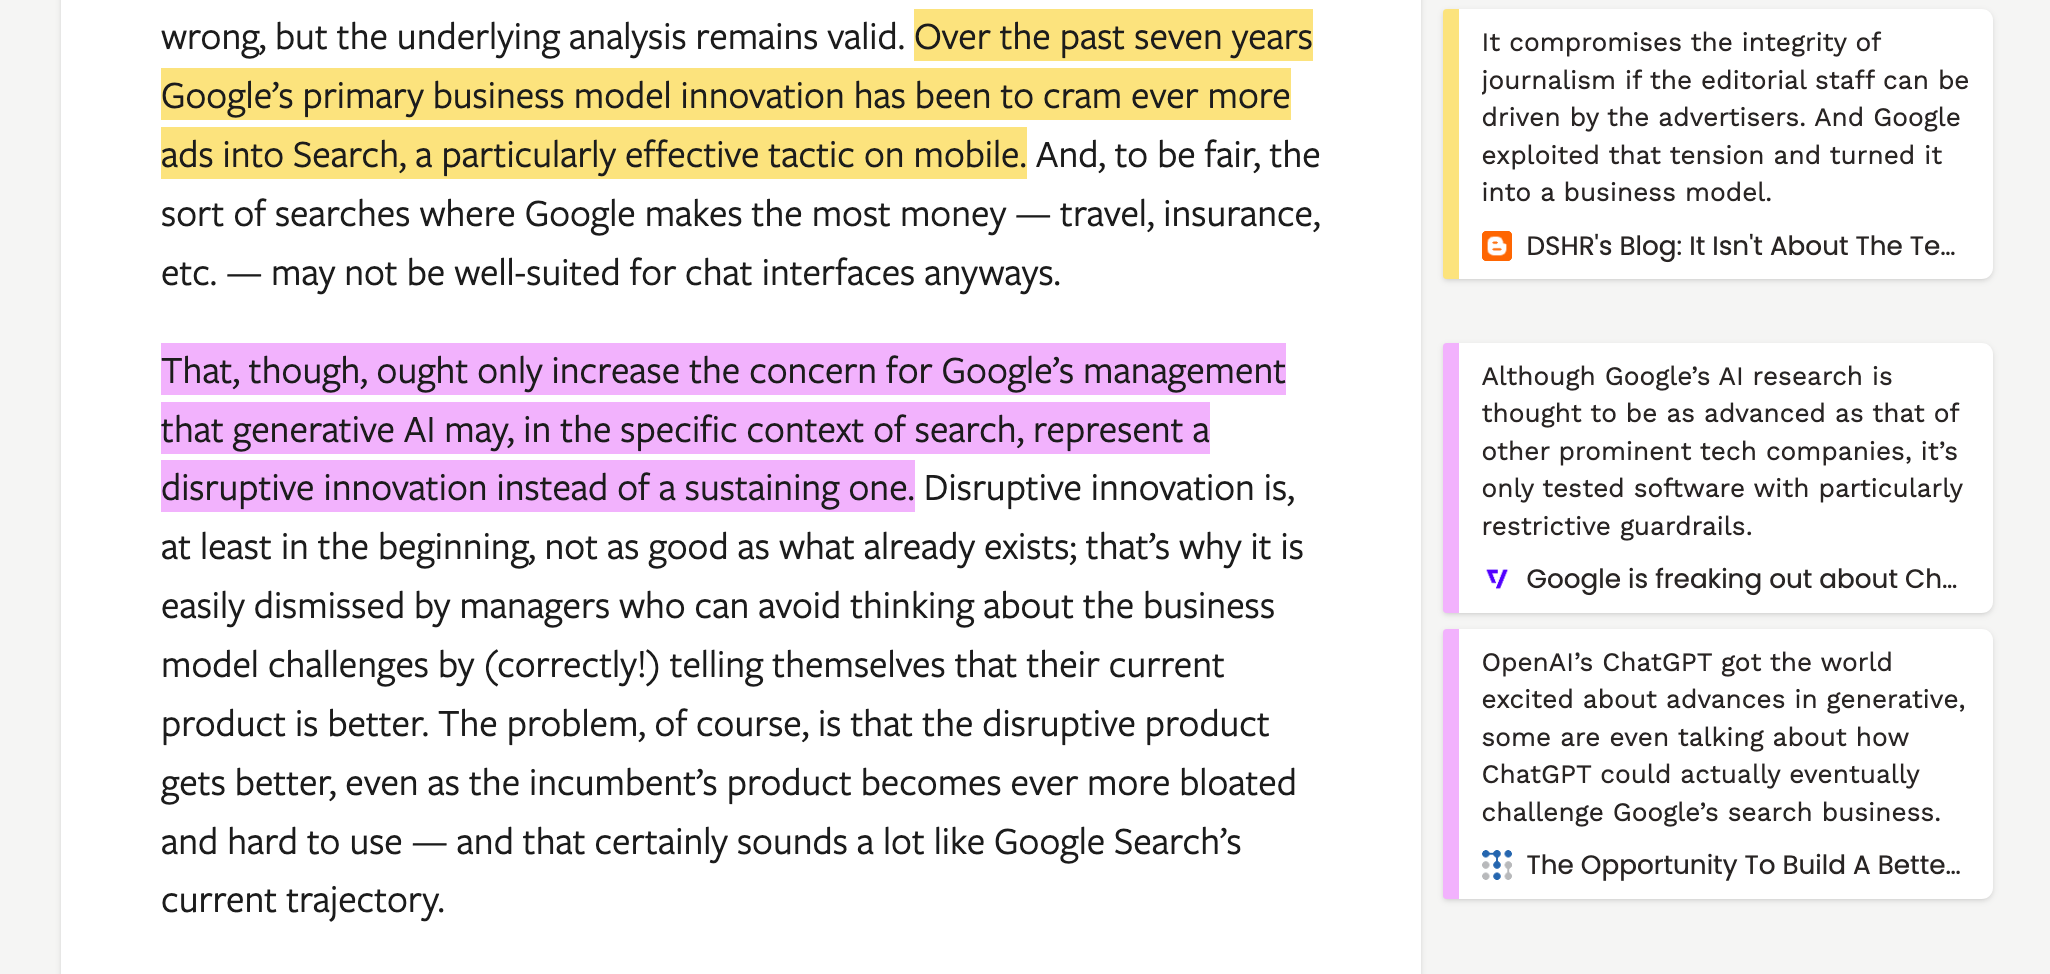 wrong, but the underlying analysis remains valid. Over the past seven years
Google’s primary business model innovation has been to cram ever more
ads into Search, a particularly effective tactic on mobile. And, to be fair, the
sort of searches where Google makes the most money — travel, insurance,
etc. — may not be well-suited for chat interfaces anyways.
That, though, ought only increase the concern for Google’s management
that generative AI may, in the specific context of search, represent a
disruptive innovation instead of a sustaining one. Disruptive innovation is,
at least in the beginning, not as good as what already exists; that’s why it is
easily dismissed by managers who can avoid thinking about the business
model challenges by (correctly!) telling themselves that their current
product is better. The problem, of course, is that the disruptive product
gets better, even as the incumbent’s product becomes ever more bloated
and hard to use — and that certainly sounds a lot like Google Search’s
current trajectory.
It compromises the integrity of
journalism if the editorial staff can be
driven by the advertisers. And Google
exploited that tension and turned it
into a business model.
DSHR's Blog: It Isn't About The Te...
Although Google’s AI research is
thought to be as advanced as that of
other prominent tech companies, it’s
only tested software with particularly
restrictive guardrails.
Google is freaking out about Ch...
OpenAI’s ChatGPT got the world
excited about advances in generative,
some are even talking about how
ChatGPT could actually eventually
challenge Google’s search business.
The Opportunity To Build A Bette...